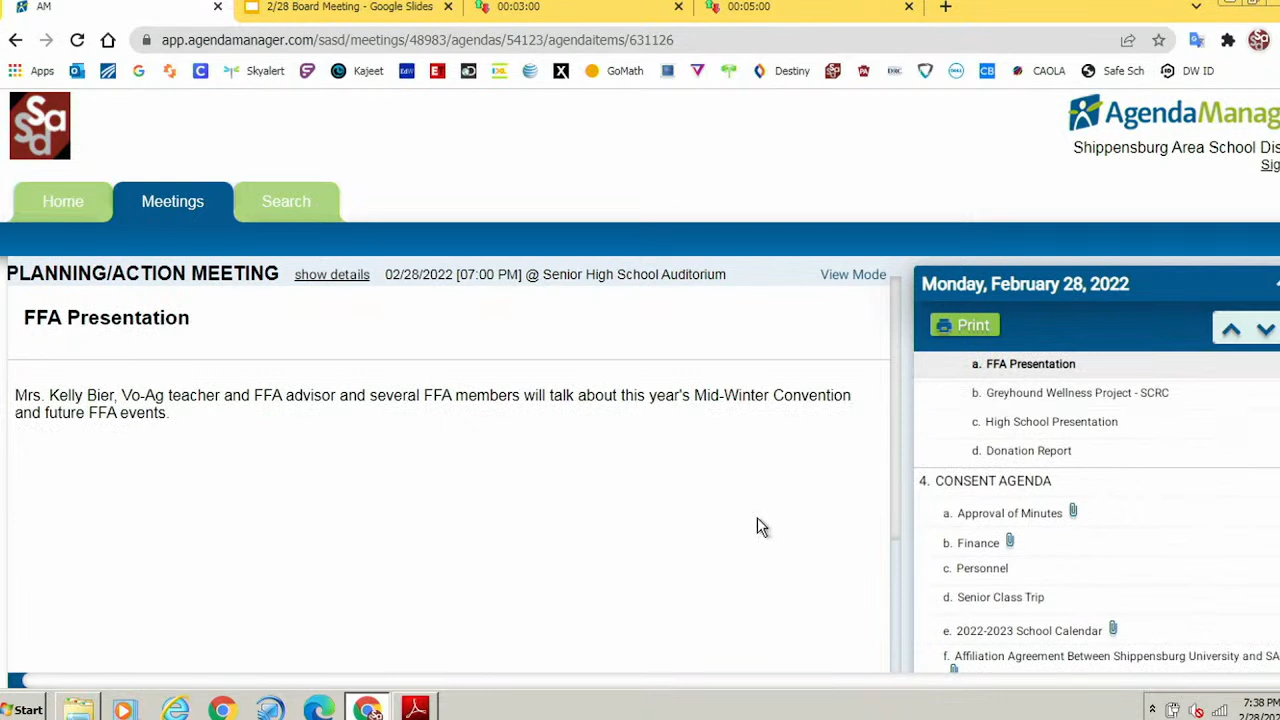 AM
2/28 Board Meeting - Google Slides
00:03:00
00:05:00
app.agendamanager.com/sasd/meetings/48983/agendas/54123/agendaitems/631126
Apps
Skyalert
Kajeet
GoMath
Destiny
CAOLA
Safe Sch
DW ID
Sa
sd
AgendaManag
Shippensburg Area School Dis
Sig
Home
Meetings
Search
PLANNING/ACTION MEETING show details 02/28/2022 [07:00 PM] @ Senior High School Auditorium View Mode
FFA Presentation
Mrs. Kelly Bier, Vo-Ag teacher and FFA advisor and several FFA members will talk about this year's Mid-Winter Convention
and future FFA events.
Monday, February 28, 2022
Print
a. FFA Presentation
b. Greyhound Wellness Project - SCRC
c. High School Presentation
d. Donation Report
4. CONSENT AGENDA
a. Approval of Minutes
b. Finance
c. Personnel
d. Senior Class Trip
e. 2022-2023 School Calendar
f. Affiliation Agreement Between Shippensburg University and SA
Start
7:38 PM
2/28/20